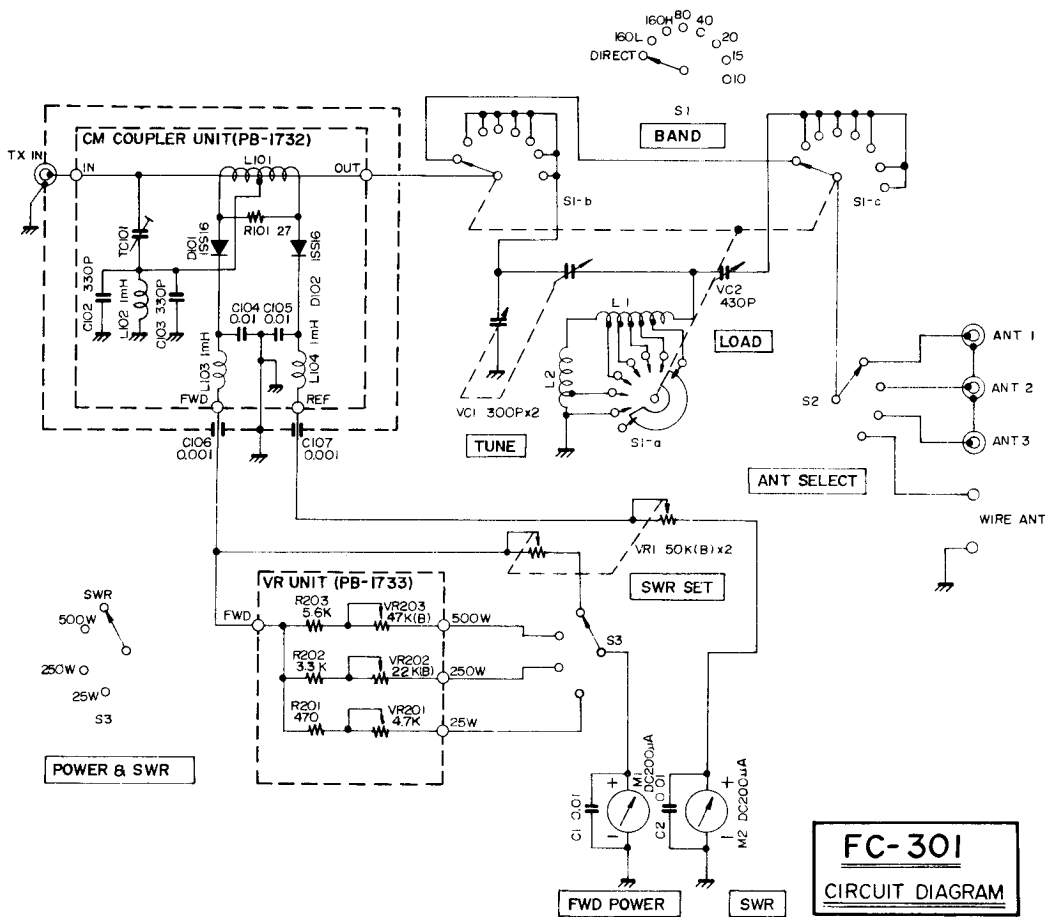 160L
160H
80
40
20
15
10
DIRECT
S1
BAND
CM COUPLER UNIT(PB-1732)
TX IN
IN
L101
OUT
S1-b
S1-c
TC101
D101
1SS16
R101 27
1SS16
D102
C102 330P
L102 1mH
C103 330P
C104
0.01
C105
0.01
L103 1mH
L104 1mH
FWD
REF
C106
0.001
C107
0.001
VC2
430P
L1
LOAD
L2
VC1 300P×2
TUNE
S1-a
S2
ANT 1
ANT 2
ANT 3
ANT SELECT
WIRE ANT
VR1 50K(B)×2
SWR SET
VR UNIT (PB-1733)
FWD
R203
5.6K
VR203
47K(B)
500W
R202
3.3K
VR202
22K(B)
250W
R201
470
VR201
4.7K
25W
S3
SWR
500W
250W
25W
S3
POWER & SWR
C1 0.01
+
-
M1
DC200µA
C2 0.01
+
-
M2 DC200µA
FWD POWER
SWR
FC-301
CIRCUIT DIAGRAM